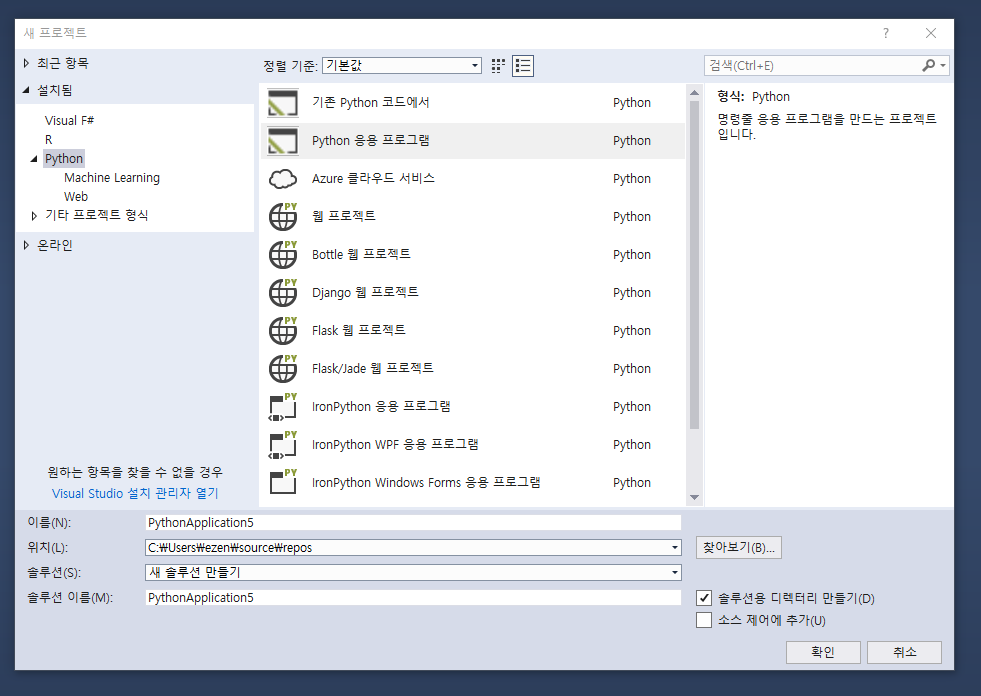 새 프로젝트
?
최근 항목
설치됨
Visual F#
R
Python
Machine Learning
Web
기타 프로젝트 형식
온라인
원하는 항목을 찾을 수 없을 경우
Visual Studio 설치 관리자 열기
정렬 기준: 기본값
기존 Python 코드에서 Python
Python 응용 프로그램 Python
Azure 클라우드 서비스 Python
PY 웹 프로젝트 Python
PY Bottle 웹 프로젝트 Python
PY Django 웹 프로젝트 Python
PY Flask 웹 프로젝트 Python
PY Flask/Jade 웹 프로젝트 Python
PY IronPython 응용 프로그램 Python
PY IronPython WPF 응용 프로그램 Python
PY IronPython Windows Forms 응용 프로그램 Python
검색(Ctrl+E)
형식: Python
명령줄 응용 프로그램을 만드는 프로젝트
입니다.
이름(N): PythonApplication5
위치(L): C:₩Users₩ezen₩source₩repos 찾아보기(B)...
솔루션(S): 새 솔루션 만들기
솔루션 이름(M): PythonApplication5
솔루션용 디렉터리 만들기(D)
소스 제어에 추가(U)
확인 취소